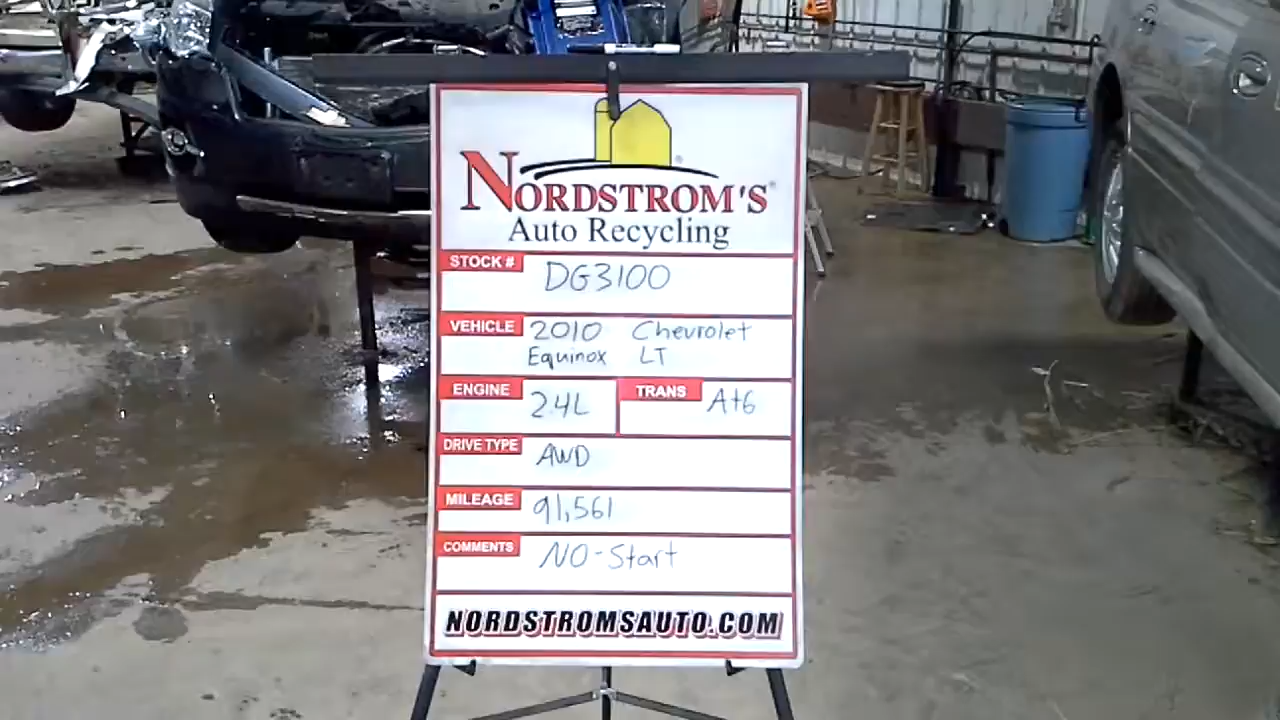 NORDSTROM'S®
Auto Recycling
STOCK # DG3100
VEHICLE 2010 Chevrolet
Equinox LT
ENGINE 2.4L TRANS At6
DRIVE TYPE AWD
MILEAGE 91,561
COMMENTS NO-Start
NORDSTROMSAUTO.COM